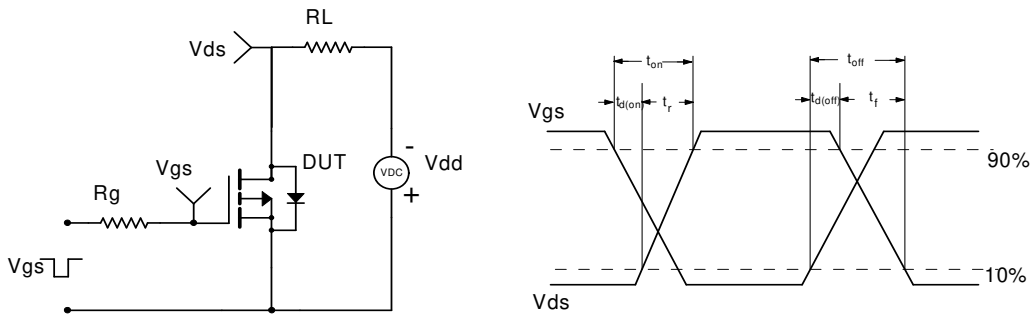 RL
Vds
DUT
-
VDC
Vdd
+
Vgs
Rg
Vgs
ton
toff
td(on)
tr
td(off)
tf
Vgs
90%
10%
Vds